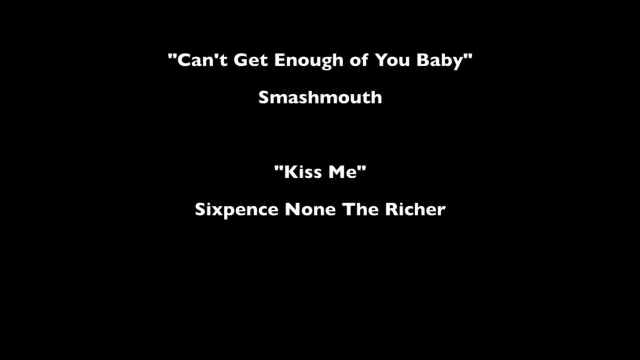 "Can't Get Enough of You Baby"
Smashmouth
"Kiss Me"
Sixpence None The Richer